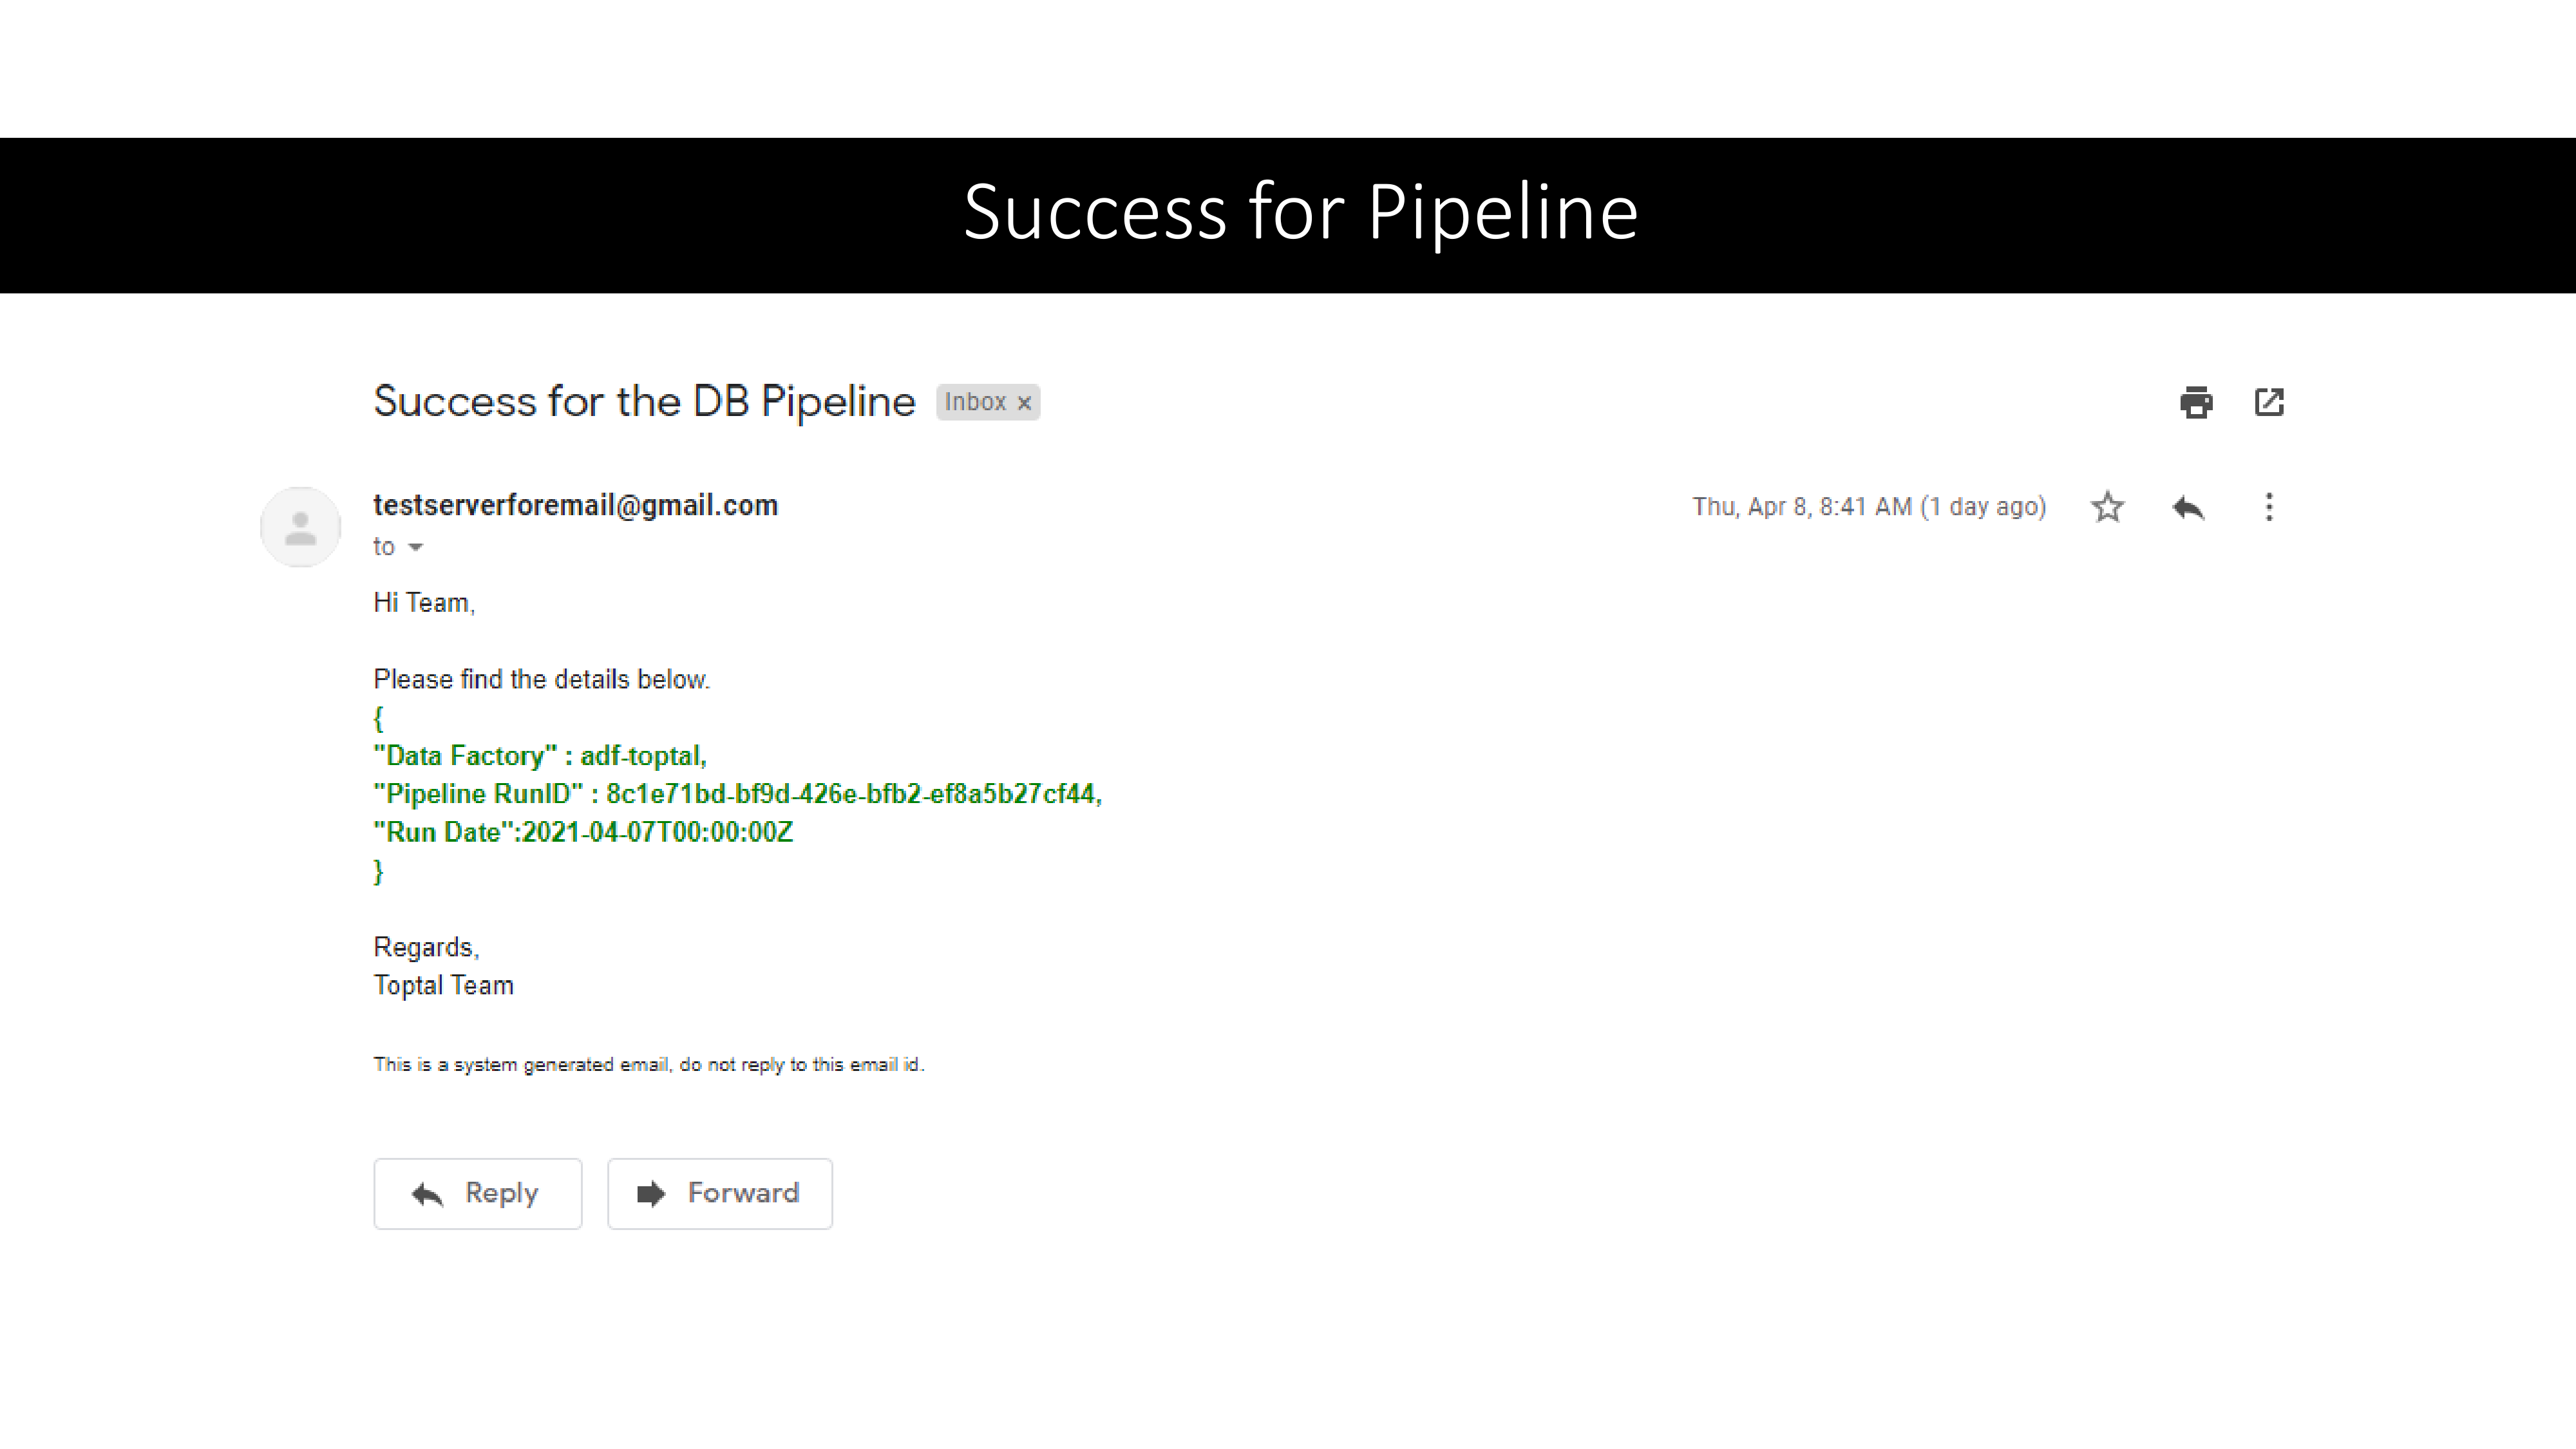 Success for Pipeline
Success for the DB Pipeline Inbox x
testserverforemail@gmail.com Thu, Apr 8, 8:41 AM (1 day ago)
to
Hi Team,
Please find the details below.
{
"Data Factory" : adf-toptal,
"Pipeline RunID" : 8c1e71bd-bf9d-426e-bfb2-ef8a5b27cf44,
"Run Date":2021-04-07T00:00:00Z
}
Regards,
Toptal Team
This is a system generated email, do not reply to this email id.
Reply Forward